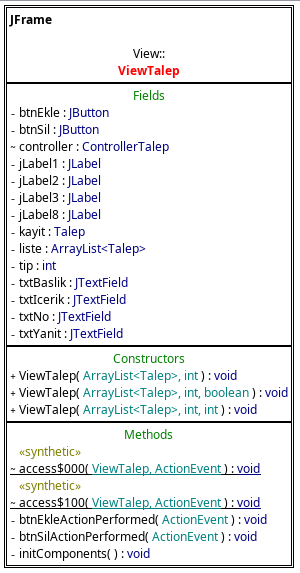 JFrame
View::
ViewTalep
Fields
- btnEkle : JButton
- btnSil : JButton
~ controller : ControllerTalep
- jLabel1 : JLabel
- jLabel2 : JLabel
- jLabel3 : JLabel
- jLabel8 : JLabel
- kayit : Talep
- liste : ArrayList<Talep>
- tip : int
- txtBaslik : JTextField
- txtIcerik : JTextField
- txtNo : JTextField
- txtYanit : JTextField
Constructors
+ ViewTalep( ArrayList<Talep>, int ) : void
+ ViewTalep( ArrayList<Talep>, int, boolean ) : void
+ ViewTalep( ArrayList<Talep>, int, int ) : void
Methods
«synthetic»
~ access$000( ViewTalep, ActionEvent ) : void
«synthetic»
~ access$100( ViewTalep, ActionEvent ) : void
- btnEkleActionPerformed( ActionEvent ) : void
- btnSilActionPerformed( ActionEvent ) : void
- initComponents( ) : void